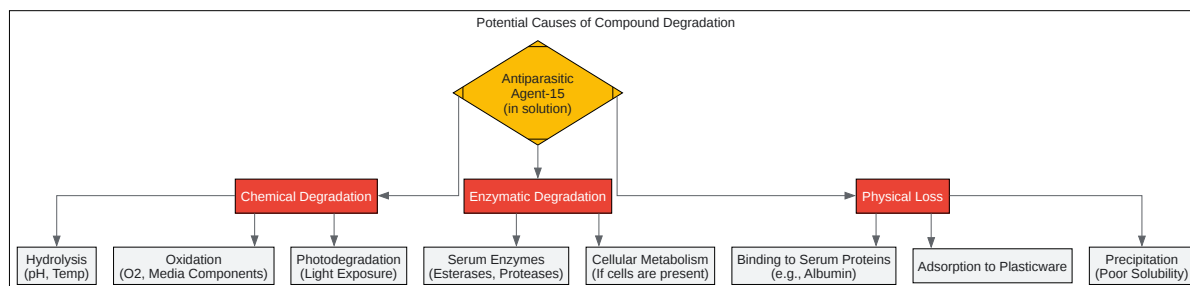 Potential Causes of Compound Degradation
Antiparasitic
Agent-15
(in solution)
Chemical Degradation
Enzymatic Degradation
Physical Loss
Hydrolysis
(pH, Temp)
Oxidation
(O2, Media Components)
Photodegradation
(Light Exposure)
Serum Enzymes
(Esterases, Proteases)
Cellular Metabolism
(If cells are present)
Binding to Serum Proteins
(e.g., Albumin)
Adsorption to Plasticware
Precipitation
(Poor Solubility)